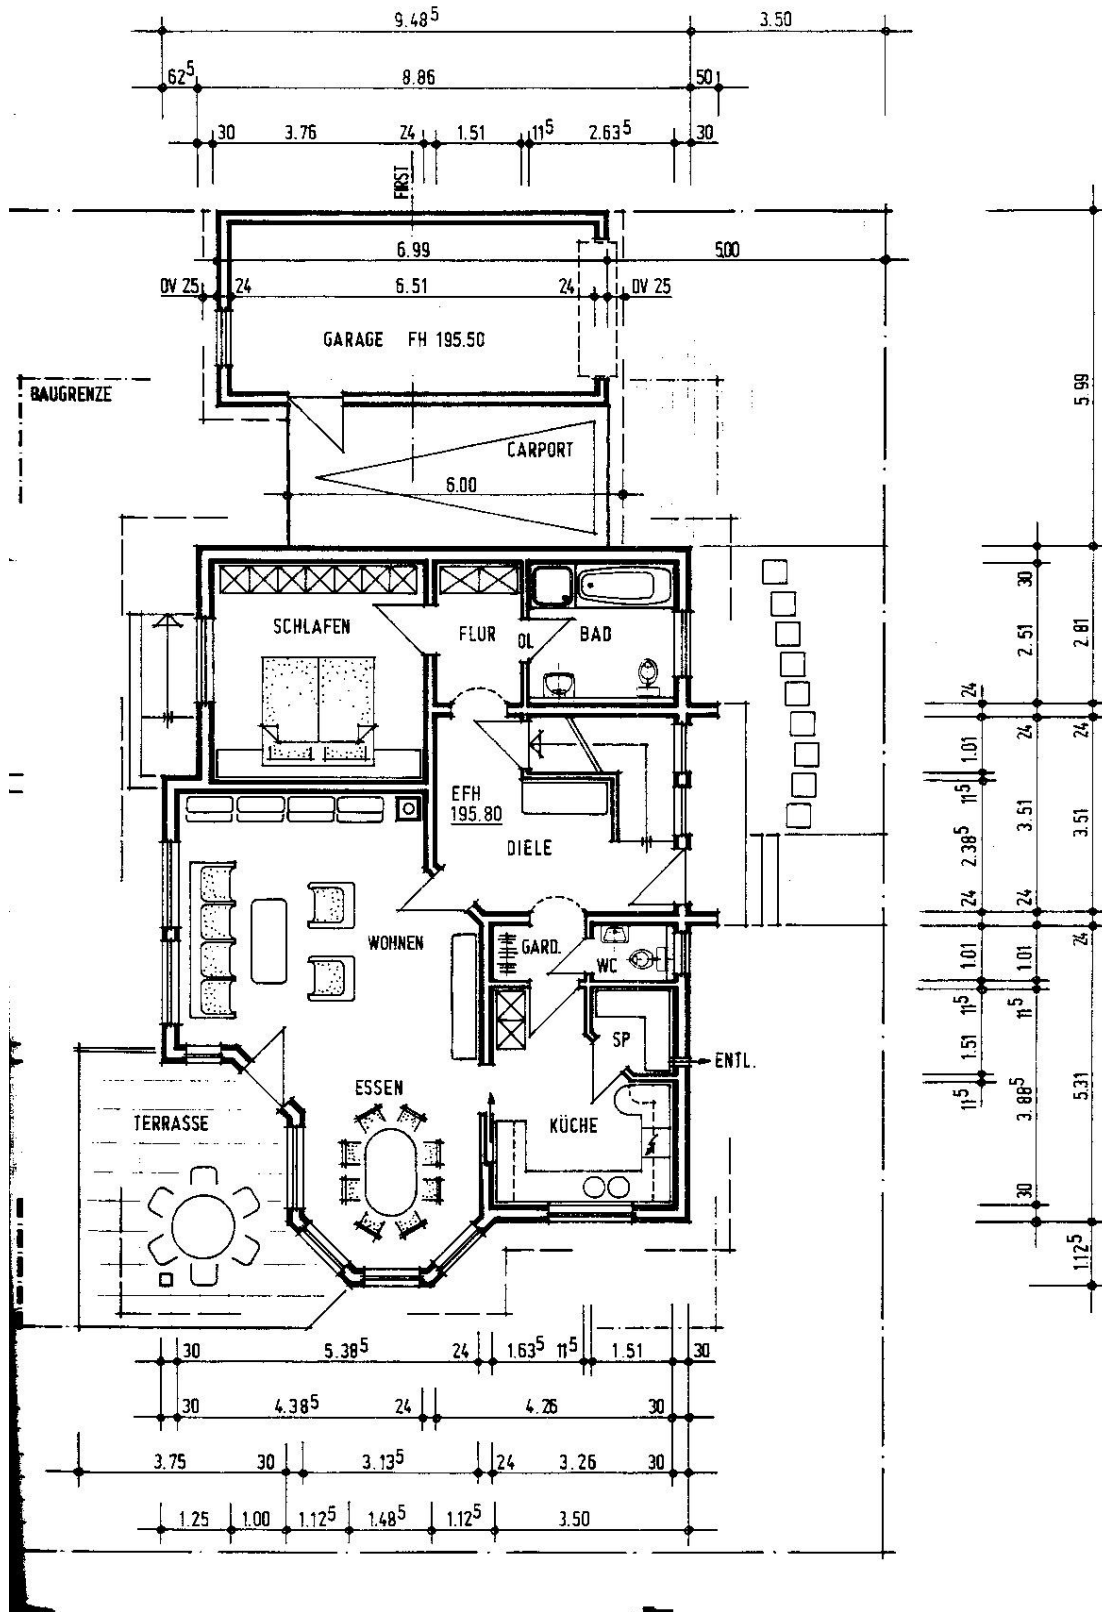 9.48⁵ 3.50
62⁵ 8.86 50
30 3.76 24 1.51 11⁵ 2.63⁵ 30
FIRST
6.99 5.00
DV 25 24 6.51 24 DV 25
GARAGE FH 195.50
BAUGRENZE
5.99
CARPORT
6.00
SCHLAFEN
FLUR
OL
BAD
30
2.51
2.81
24
24
24
1.01
11⁵
3.51
3.51
2.38⁵
EFH
195.80
DIELE
24
24
24
WOHNEN
GARD.
WC
1.01
1.01
11⁵
11⁵
SP
1.51
ENTL.
11⁵
3.88⁵
5.31
ESSEN
TERRASSE
KÜCHE
30
1.12⁵
30 5.38⁵ 24 1.63⁵ 11⁵ 1.51 30
30 4.38⁵ 24 4.26 30
3.75 30 3.13⁵ 24 3.26 30
1.25 1.00 1.12⁵ 1.48⁵ 1.12⁵ 3.50